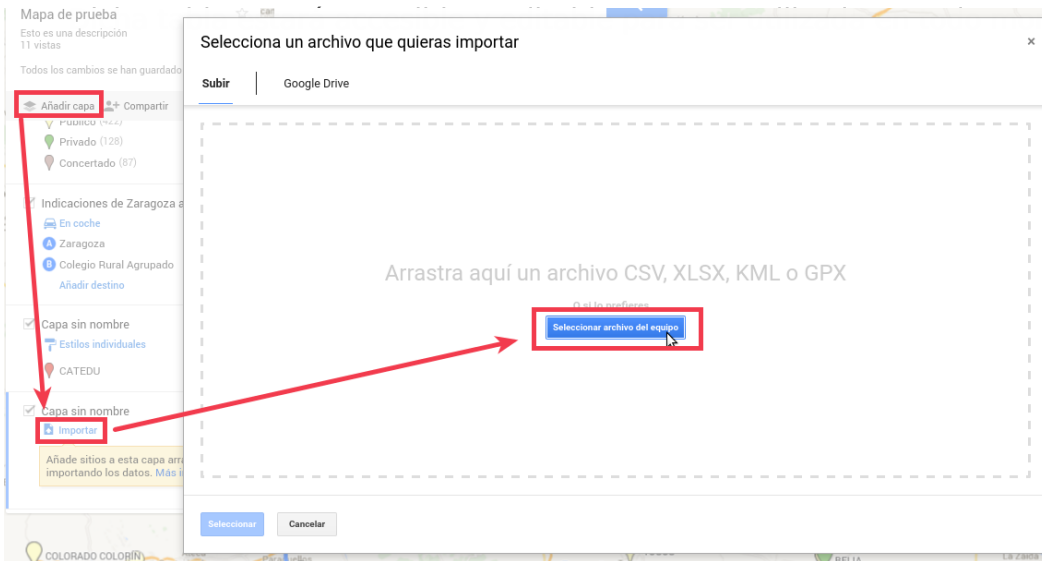 Mapa de prueba
Esto es una descripción
11 vistas
Todos los cambios se han guardado
Añadir capa
Compartir
Público (422)
Privado (128)
Concertado (87)
Indicaciones de Zaragoza a
En coche
A Zaragoza
B Colegio Rural Agrupado
Añadir destino
Capa sin nombre
Estilos individuales
CATEDU
Capa sin nombre
Importar
Añade sitios a esta capa arra
importando los datos. Más i
Selecciona un archivo que quieras importar
×
Subir
Google Drive
Arrastra aquí un archivo CSV, XLSX, KML o GPX
O si lo prefieres...
Seleccionar archivo del equipo
Seleccionar
Cancelar
COLORADO COLORÍN
La Zaida